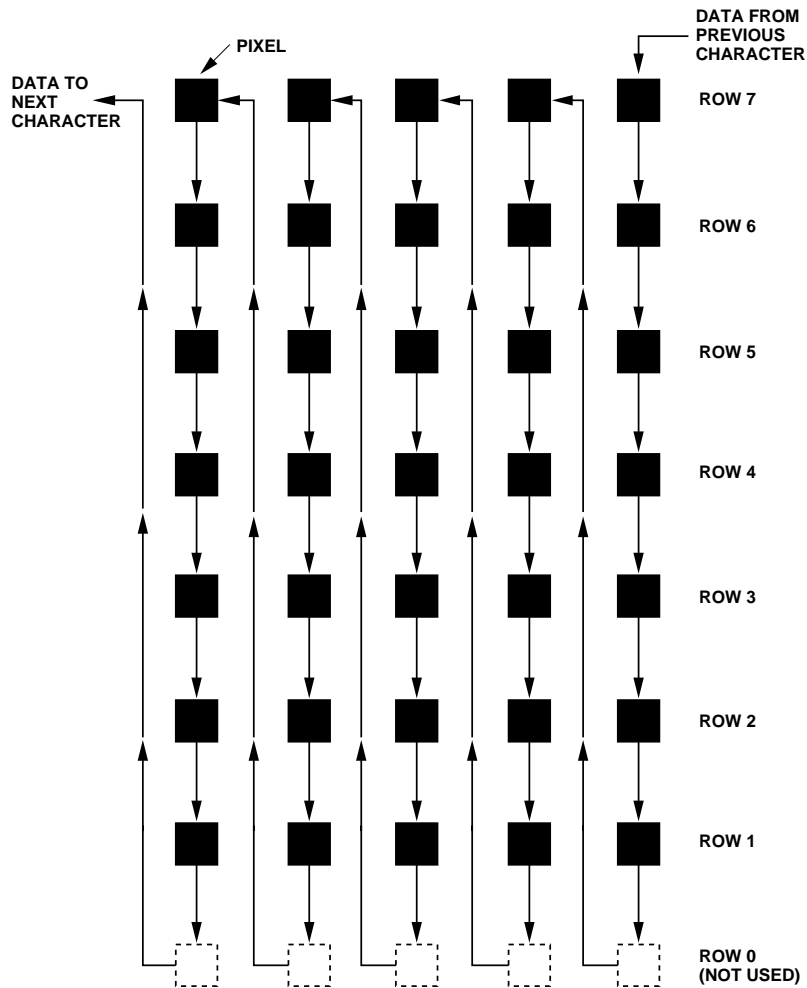 DATA FROM
PREVIOUS
CHARACTER
PIXEL
DATA TO
NEXT
CHARACTER
ROW 7
ROW 6
ROW 5
ROW 4
ROW 3
ROW 2
ROW 1
ROW 0
(NOT USED)